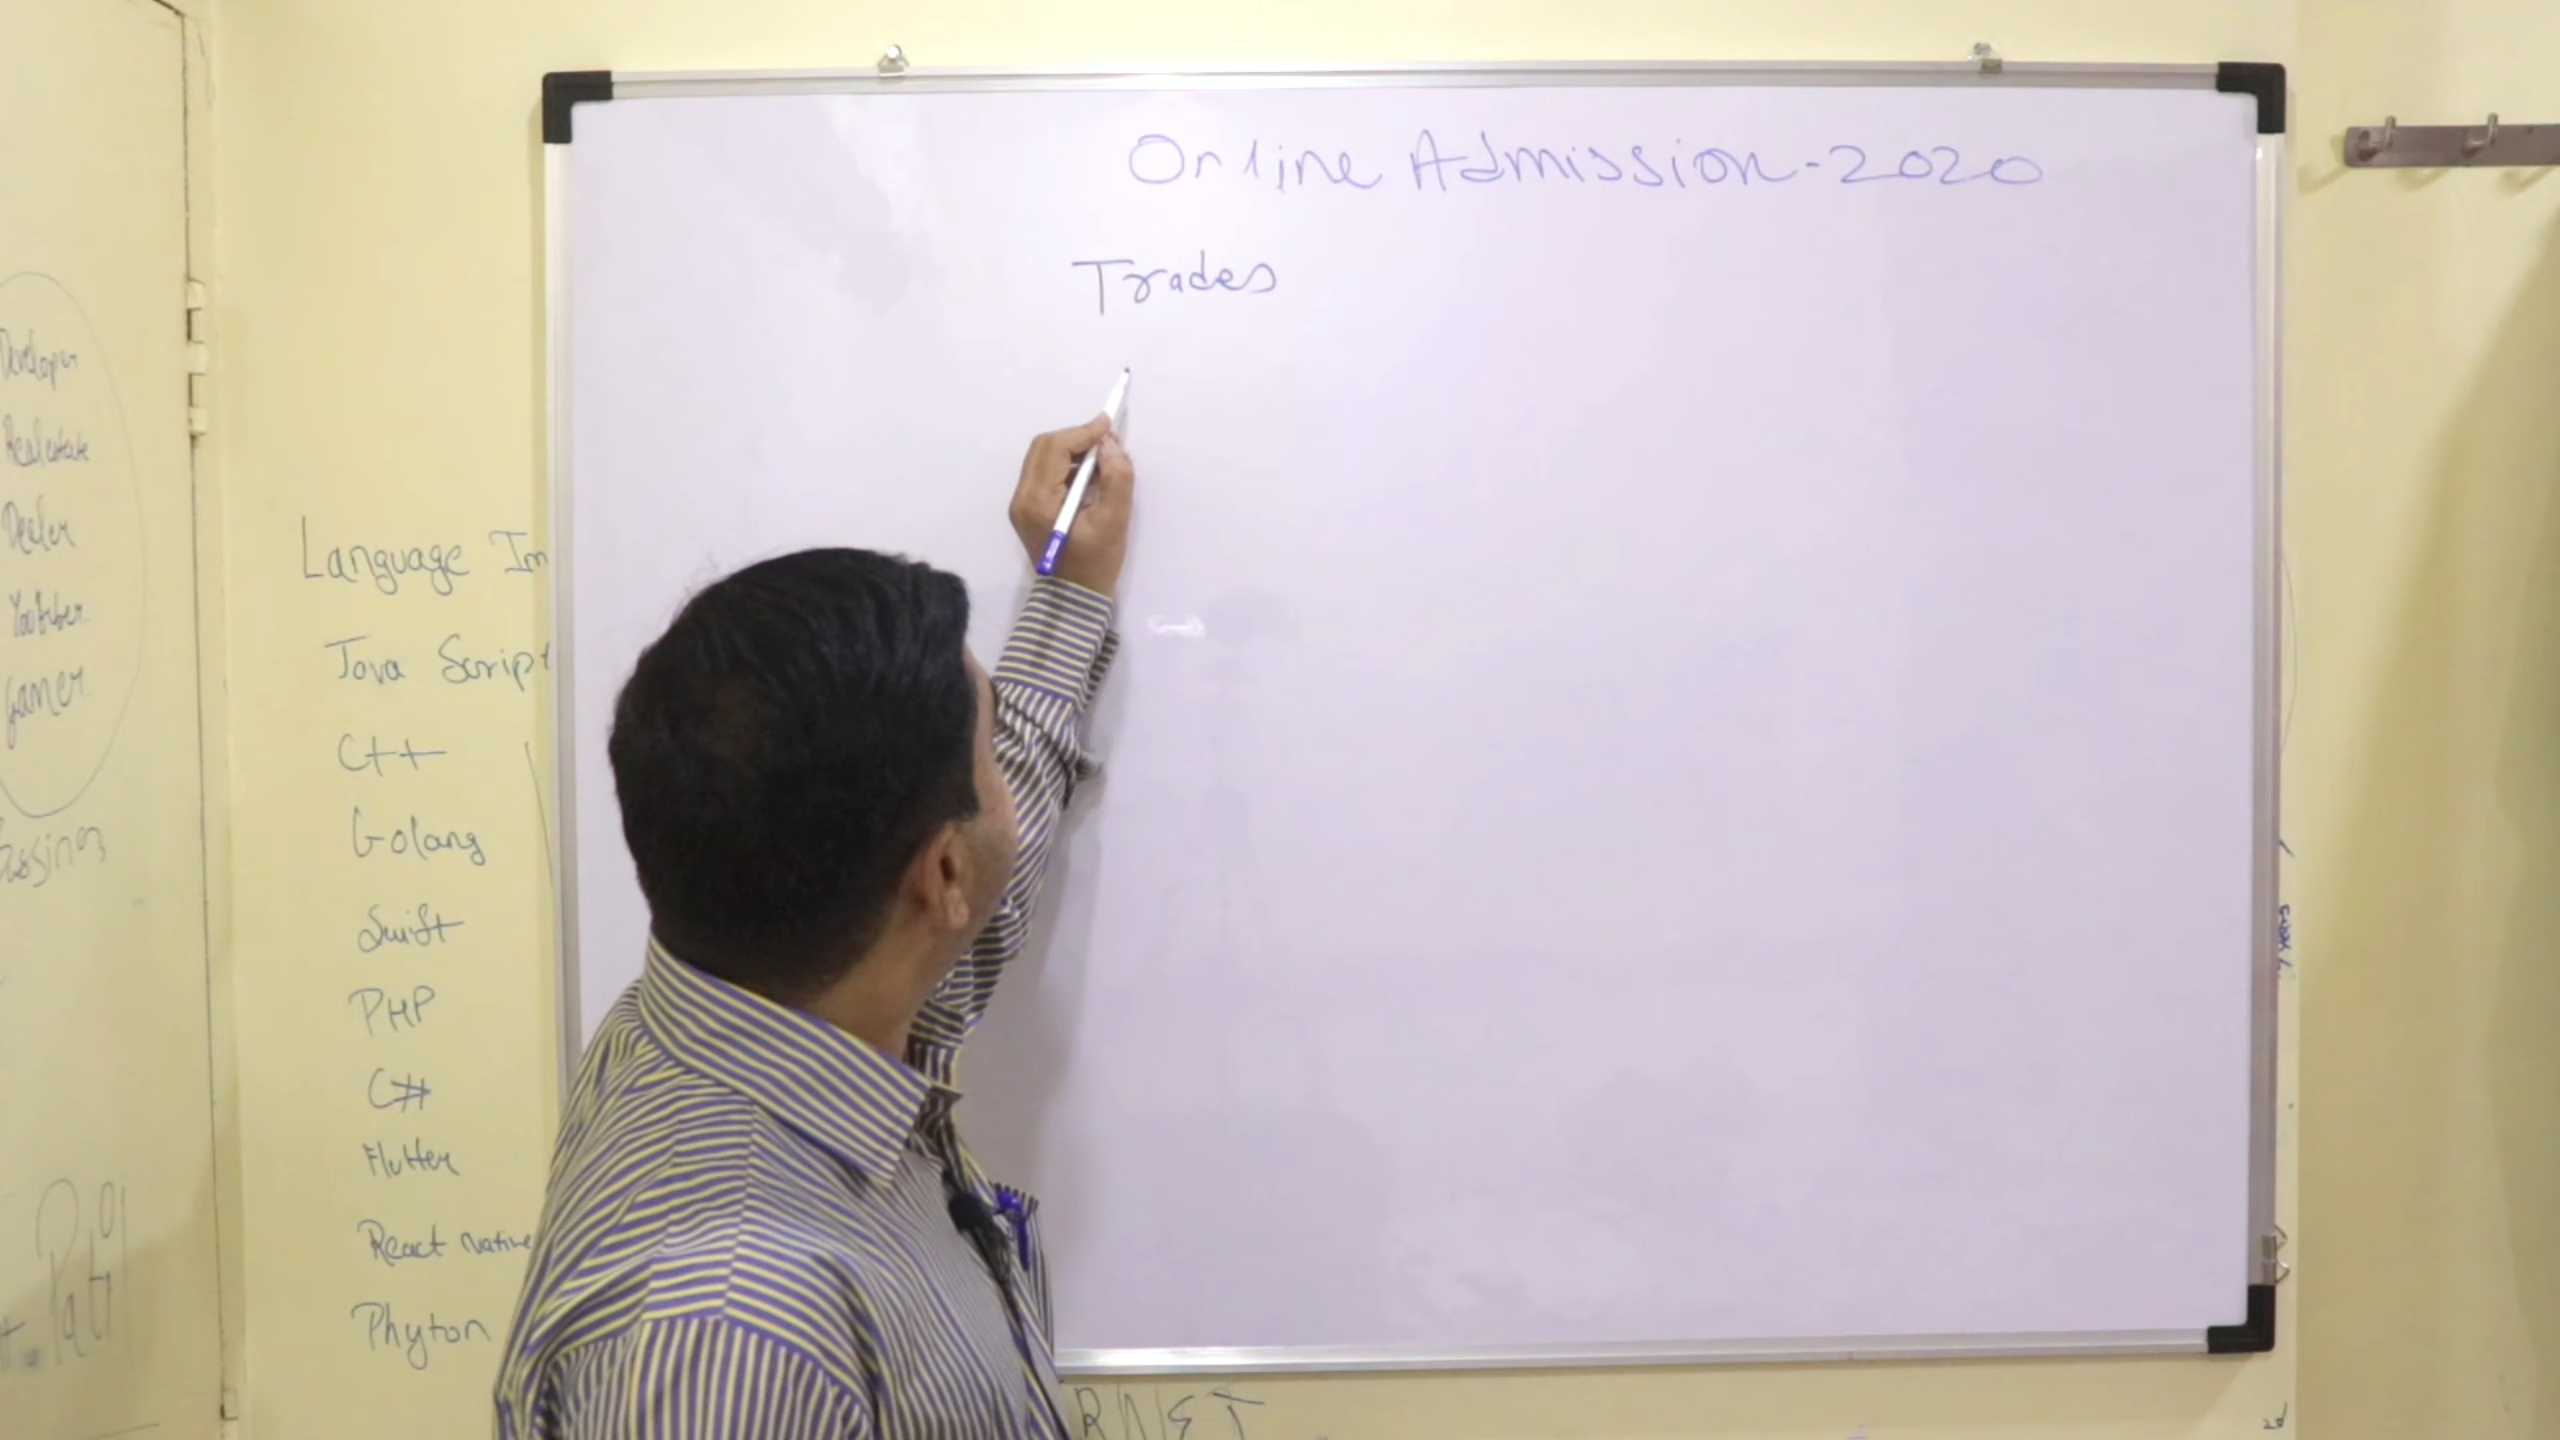 Online Admission-2020
Trades
Developer
Realestate
Dealer
Youtuber
Gamer
Language Im
Java Script
C++
Golang
Swift
PHP
C#
Flutter
React native
Phyton
Patil
RNET